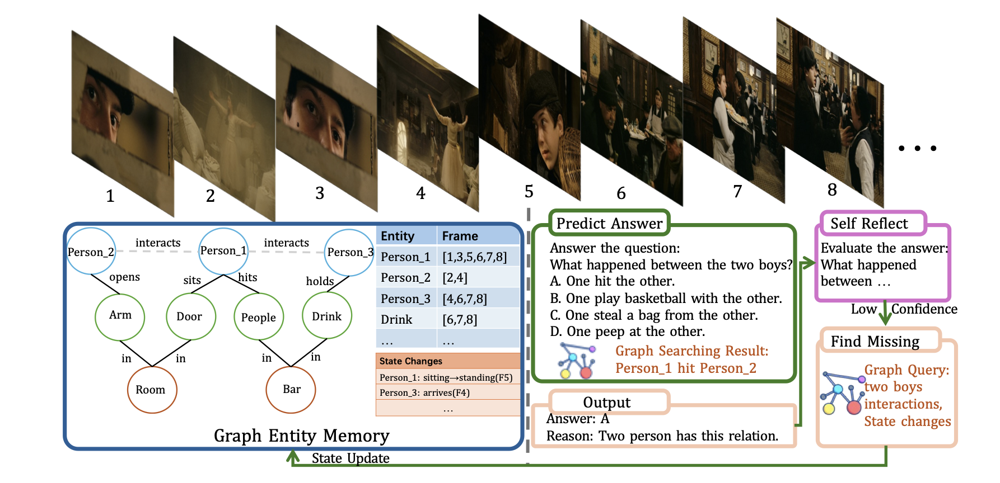 1
2
3
4
5
6
7
8
...
Person_2
interacts
Person_1
interacts
Person_3
opens
sits
hits
holds
Arm
Door
People
Drink
in
in
in
in
Room
Bar
Graph Entity Memory
Entity Frame
Person_1 [1,3,5,6,7,8]
Person_2 [2,4]
Person_3 [4,6,7,8]
Drink [6,7,8]
... ...
State Changes
Person_1: sitting→standing(F5)
Person_3: arrives(F4)
...
State Update
Predict Answer
Answer the question:
What happened between the two boys?
A. One hit the other.
B. One play basketball with the other.
C. One steal a bag from the other.
D. One peep at the other.
Graph Searching Result:
Person_1 hit Person_2
Output
Answer: A
Reason: Two person has this relation.
Self Reflect
Evaluate the answer:
What happened
between ...
Low Confidence
Find Missing
Graph Query:
two boys
interactions,
State changes